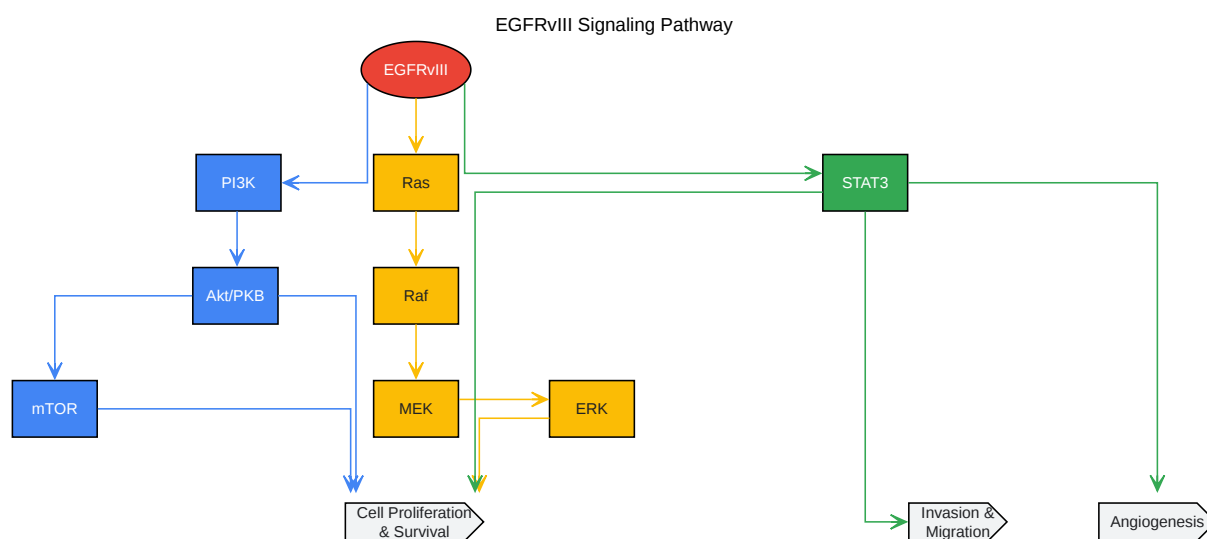 EGFRvIII Signaling Pathway
EGFRvIII
PI3K
Ras
STAT3
Akt/PKB
Raf
mTOR
MEK
ERK
Cell Proliferation
& Survival
Invasion &
Migration
Angiogenesis